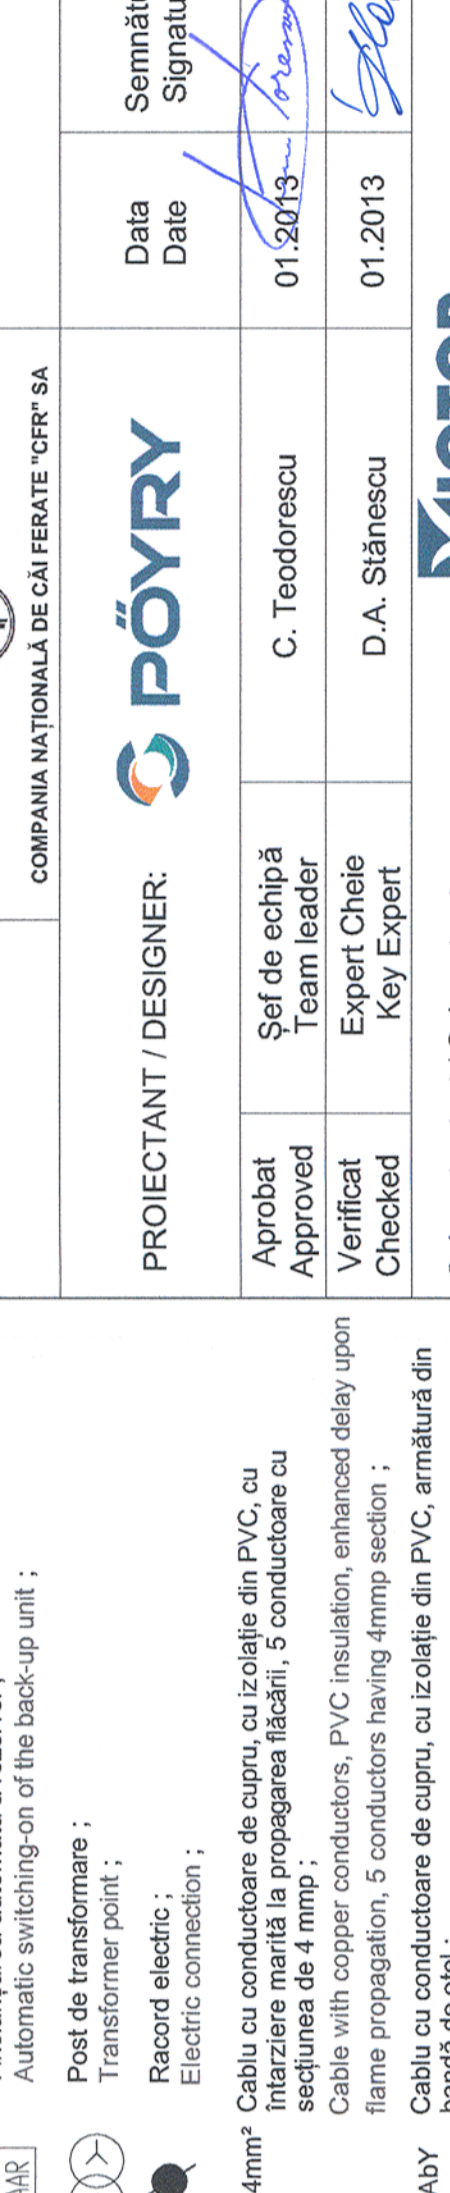 AAR
Automatic switching-on of the back-up unit ;
Post de transformare ;
Transformer point ;
Racord electric ;
Electric connection ;
4mm² Cablu cu conductoare de cupru, cu izolație din PVC, cu
întarziere marită la propagarea flăcării, 5 conductoare cu
secțiunea de 4 mmp ;
Cable with copper conductors, PVC insulation, enhanced delay upon
flame propagation, 5 conductors having 4mmp section ;
AbY Cablu cu conductoare de cupru, cu izolație din PVC, armătură din
COMPANIA NAȚIONALĂ DE CĂI FERATE "CFR" SA
PROIECTANT / DESIGNER:
PÖYRY
Data
Date
Semnătu
Signatu
Aprobat
Approved
Șef de echipă
Team leader
C. Teodorescu
01.2013
Verificat
Checked
Expert Cheie
Key Expert
D.A. Stănescu
01.2013